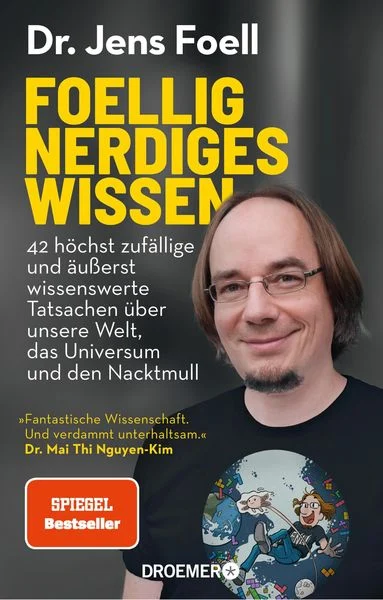 Dr. Jens Foell
FOELLIG
NERDIGES
WISSEN
42 höchst zufällige
und äußerst
wissenswerte
Tatsachen über
unsere Welt,
das Universum
und den Nacktmull
»Fantastische Wissenschaft.
Und verdammt unterhaltsam.«
Dr. Mai Thi Nguyen-Kim
SPIEGEL
Bestseller
DROEMER